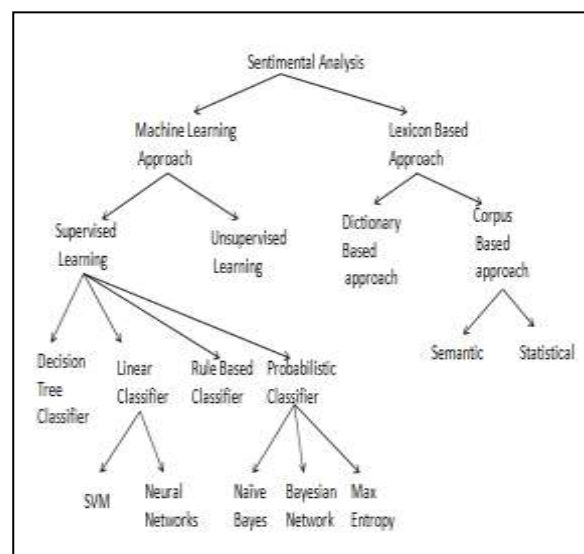 Sentimental Analysis
Machine Learning
Approach
Lexicon Based
Approach
Supervised
Learning
Unsupervised
Learning
Dictionary
Based
approach
Corpus
Based
approach
Decision
Tree
Classifier
Linear
Classifier
Rule Based
Classifier
Probabilistic
Classifier
Semantic
Statistical
SVM
Neural
Networks
Naïve
Bayes
Bayesian
Network
Max
Entropy